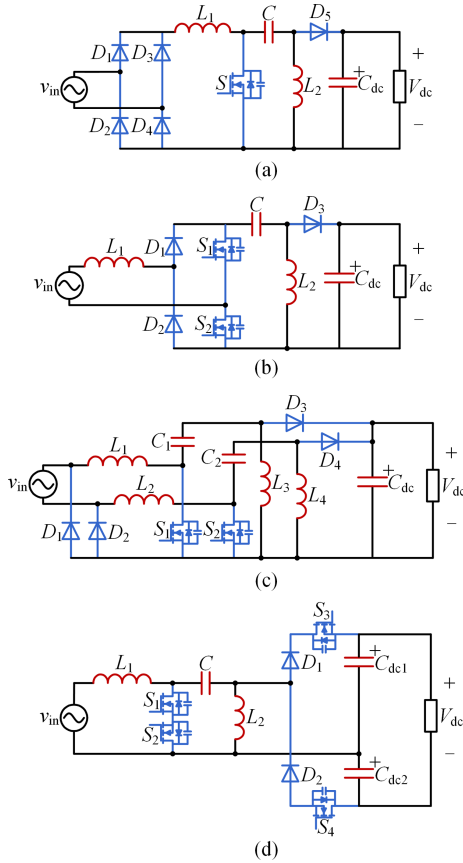 L1 C D5
D1 D3
vin S L2 Cdc Vdc
+ + −
D2 D4
(a)
C D3
L1 D1 S1
vin L2 Cdc Vdc
+ + −
D2 S2
(b)
D3
C1 C2 D4
L1
vin L2 L3 L4 Cdc Vdc
+ + −
D1 D2 S1 S2
(c)
S3
L1 C D1 Cdc1
+ +
S1
vin L2 Vdc
S2
−
D2 + Cdc2
S4
(d)